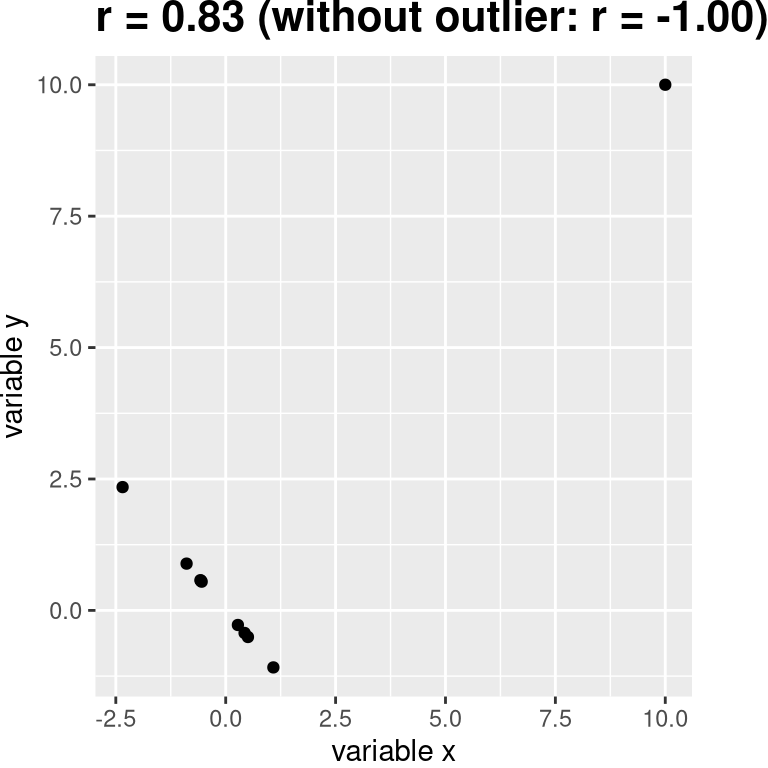 r = 0.83 (without outlier: r = -1.00)
10.0
7.5
5.0
2.5
0.0
variable y
-2.5 0.0 2.5 5.0 7.5 10.0
variable x